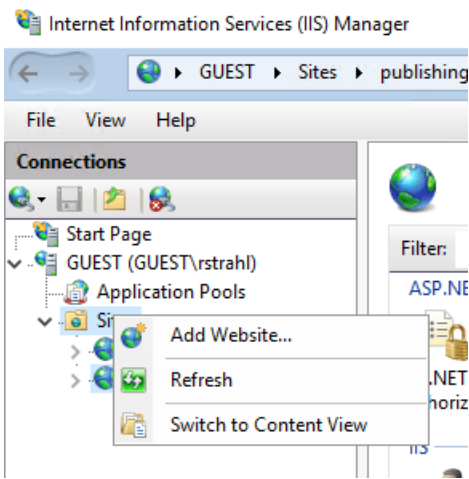 Internet Information Services (IIS) Manager
GUEST Sites publishing
File View Help
Connections
Start Page
GUEST (GUEST\rstrahl)
Application Pools
Add Website...
Refresh
Switch to Content View
Filter:
ASP.NE
.NET
horiz
IIS